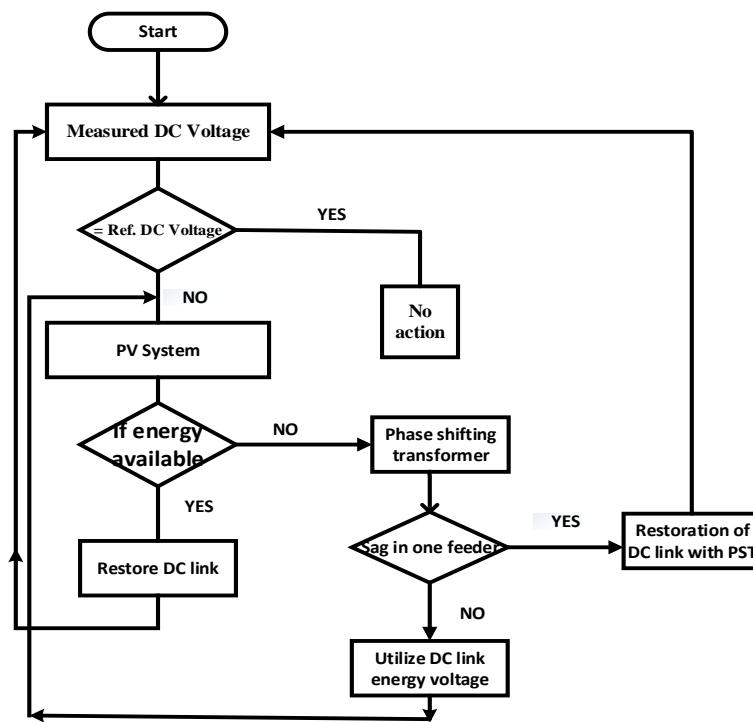 Start
Measured DC Voltage
= Ref. DC Voltage
YES
NO
No
action
PV System
If energy
available
NO
Phase shifting
transformer
YES
Sag in one feeder
YES
Restoration of
DC link with PST
Restore DC link
NO
Utilize DC link
energy voltage